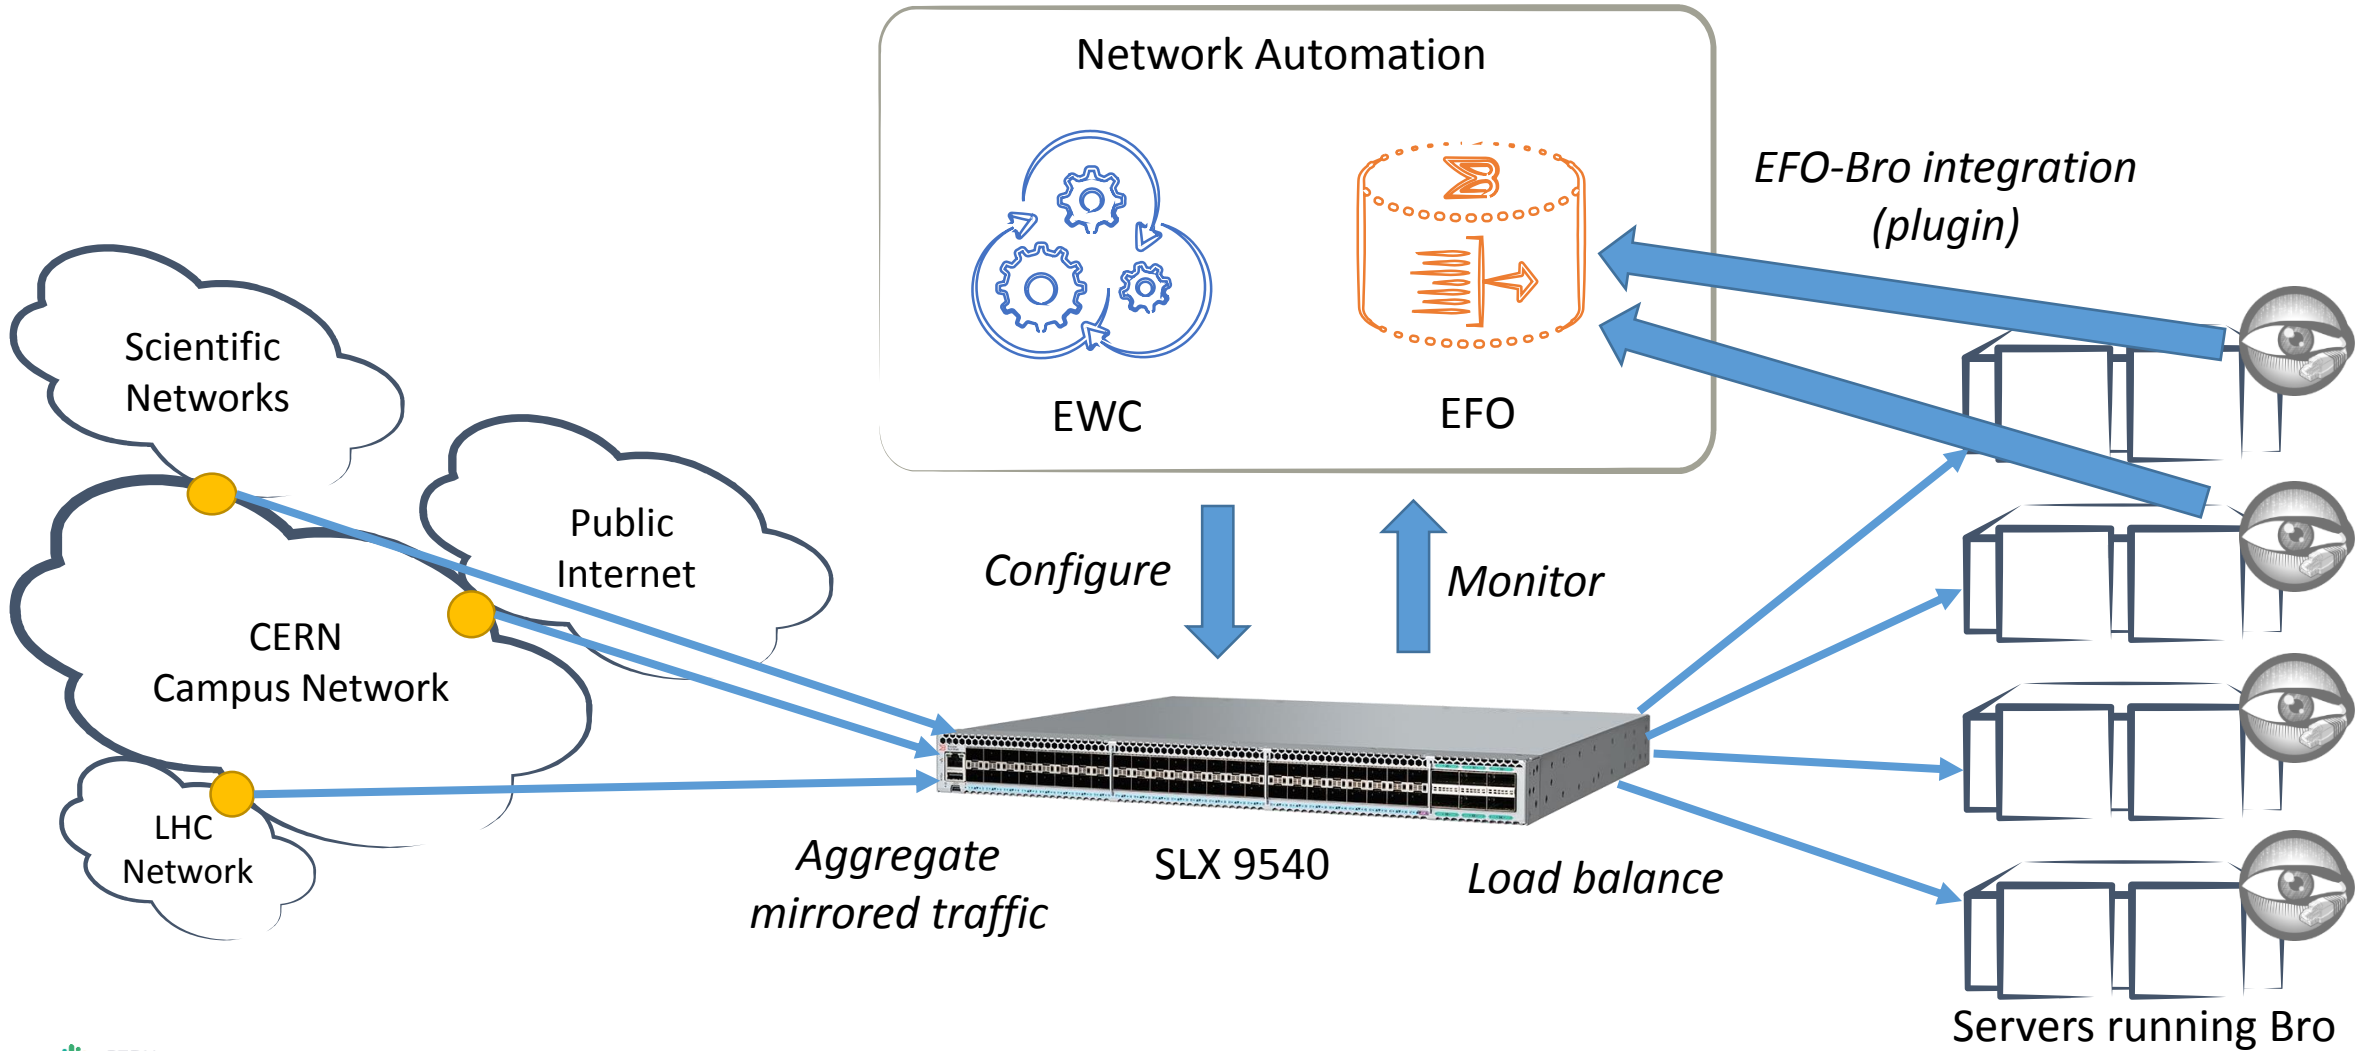 Network Automation
EWC
EFO
EFO-Bro integration
(plugin)
Scientific
Networks
Public
Internet
CERN
Campus Network
LHC
Network
Configure
Monitor
Aggregate
mirrored traffic
SLX 9540
Load balance
Servers running Bro